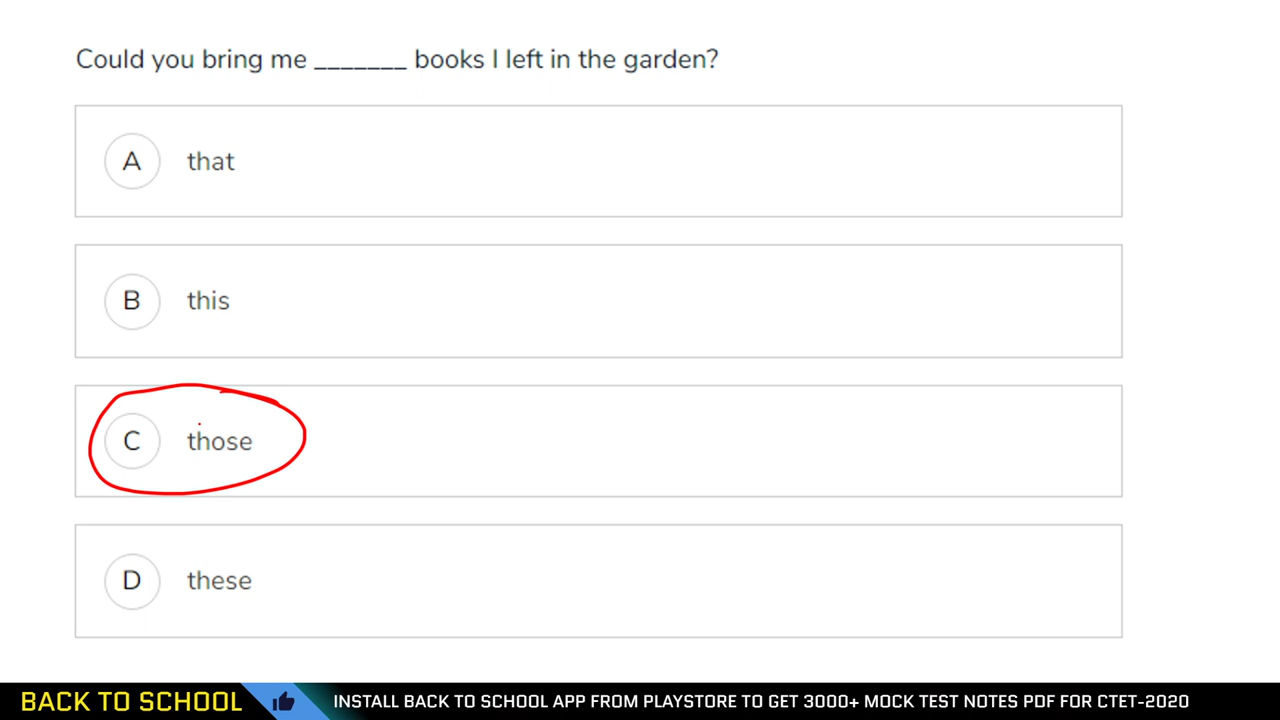 Could you bring me _______ books I left in the garden?
A that
B this
C those
D these
BACK TO SCHOOL INSTALL BACK TO SCHOOL APP FROM PLAYSTORE TO GET 3000+ MOCK TEST NOTES PDF FOR CTET-2020